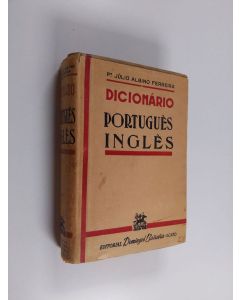 Pe JÚLIO ALBINO FERREIRA
DICIONÁRIO
PORTUGUÊS
INGLÊS
EDITORIAL Domingos Barreira - PORTO